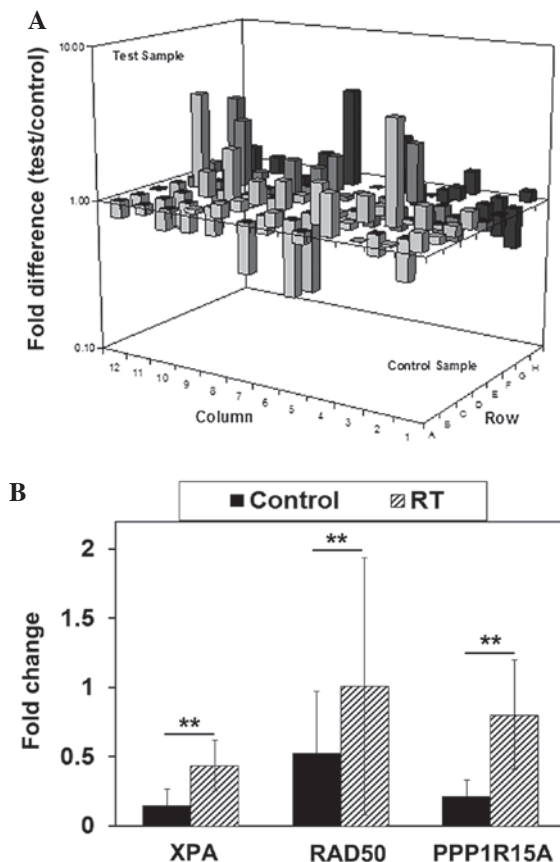 A
10.00
Test Sample
Fold difference (test/control)
1.00
0.10
Control Sample
12 11 10 9 8 7 6 5 4 3 2 1
Column
A B C D E F G H
Row
B
Control RT
Fold change
2
1.5
1
0.5
0
** ** **
XPA RAD50 PPP1R15A